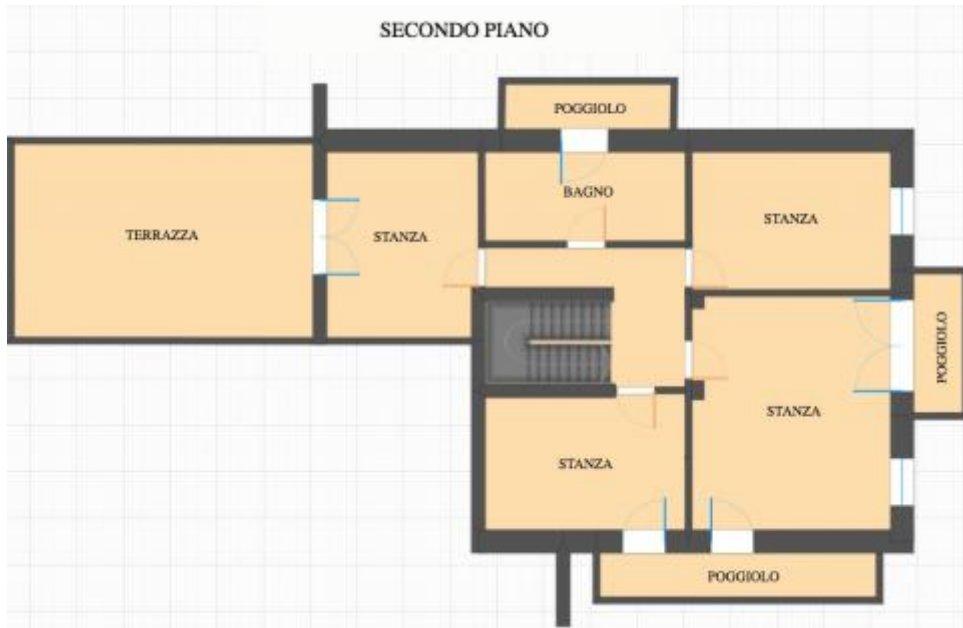 SECONDO PIANO
POGGIOLO
BAGNO
STANZA
TERRAZZA
STANZA
POGGIOLO
STANZA
STANZA
POGGIOLO